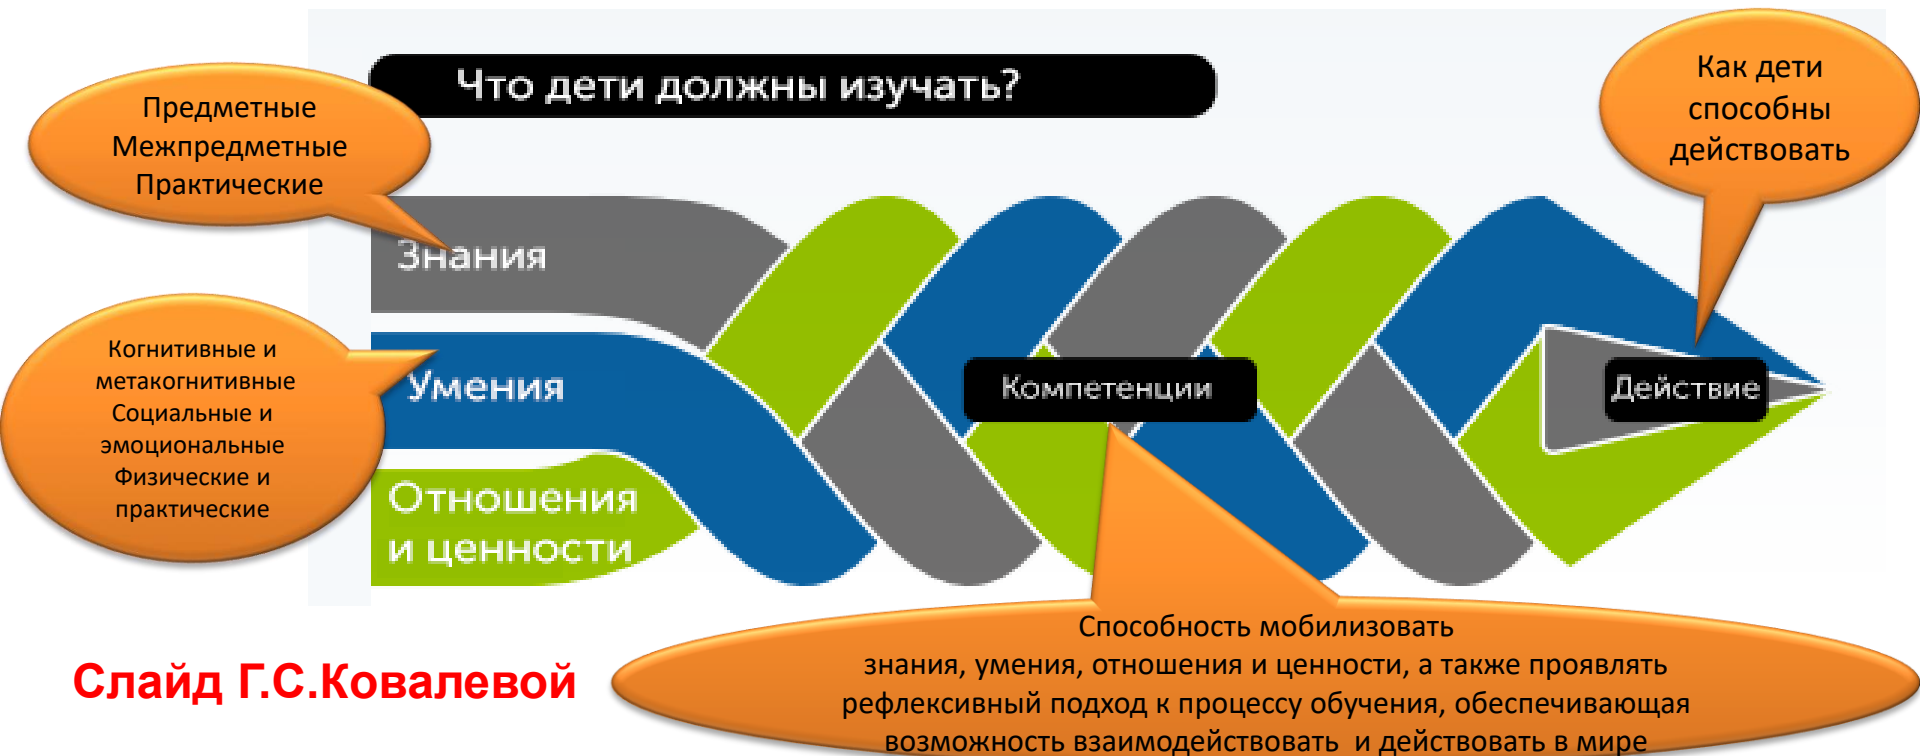 Что дети должны изучать?
Предметные
Межпредметные
Практические
Как дети
способны
действовать
Знания
Когнитивные и
метакогнитивные
Социальные и
эмоциональные
Физические и
практические
Умения
Компетенции
Действие
Отношения
и ценности
Способность мобилизовать
знания, умения, отношения и ценности, а также проявлять
рефлексивный подход к процессу обучения, обеспечивающая
возможность взаимодействовать и действовать в мире
Слайд Г.С.Ковалевой